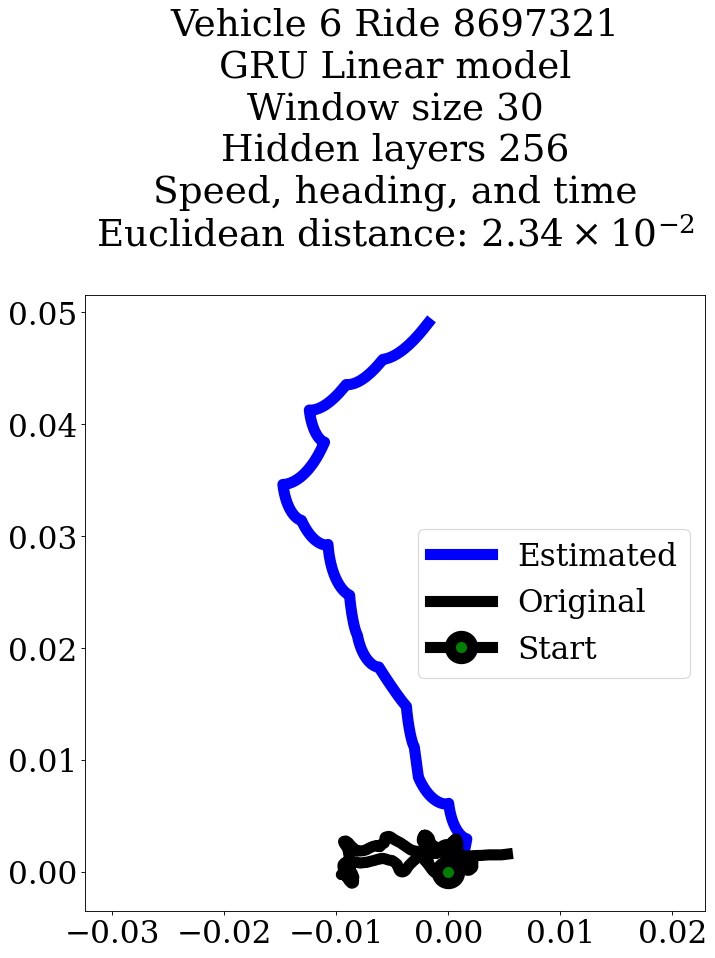 Vehicle 6 Ride 8697321
GRU Linear model
Window size 30
Hidden layers 256
Speed, heading, and time
Euclidean distance: 2.34 × 10⁻²
0.05
0.04
0.03
0.02
0.01
0.00
Estimated
Original
Start
−0.03 −0.02 −0.01 0.00 0.01 0.02